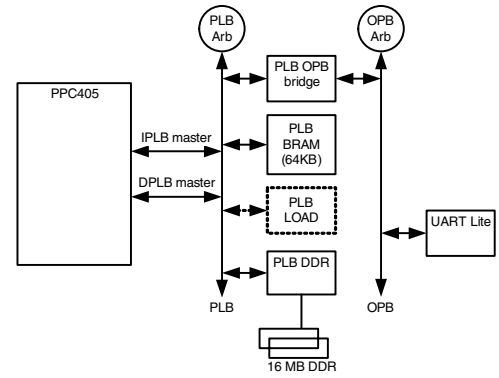 PLB
Arb
OPB
Arb
PLB OPB
bridge
PPC405
IPLB master
PLB
BRAM
(64KB)
DPLB master
PLB
LOAD
UART Lite
PLB DDR
PLB
OPB
16 MB DDR